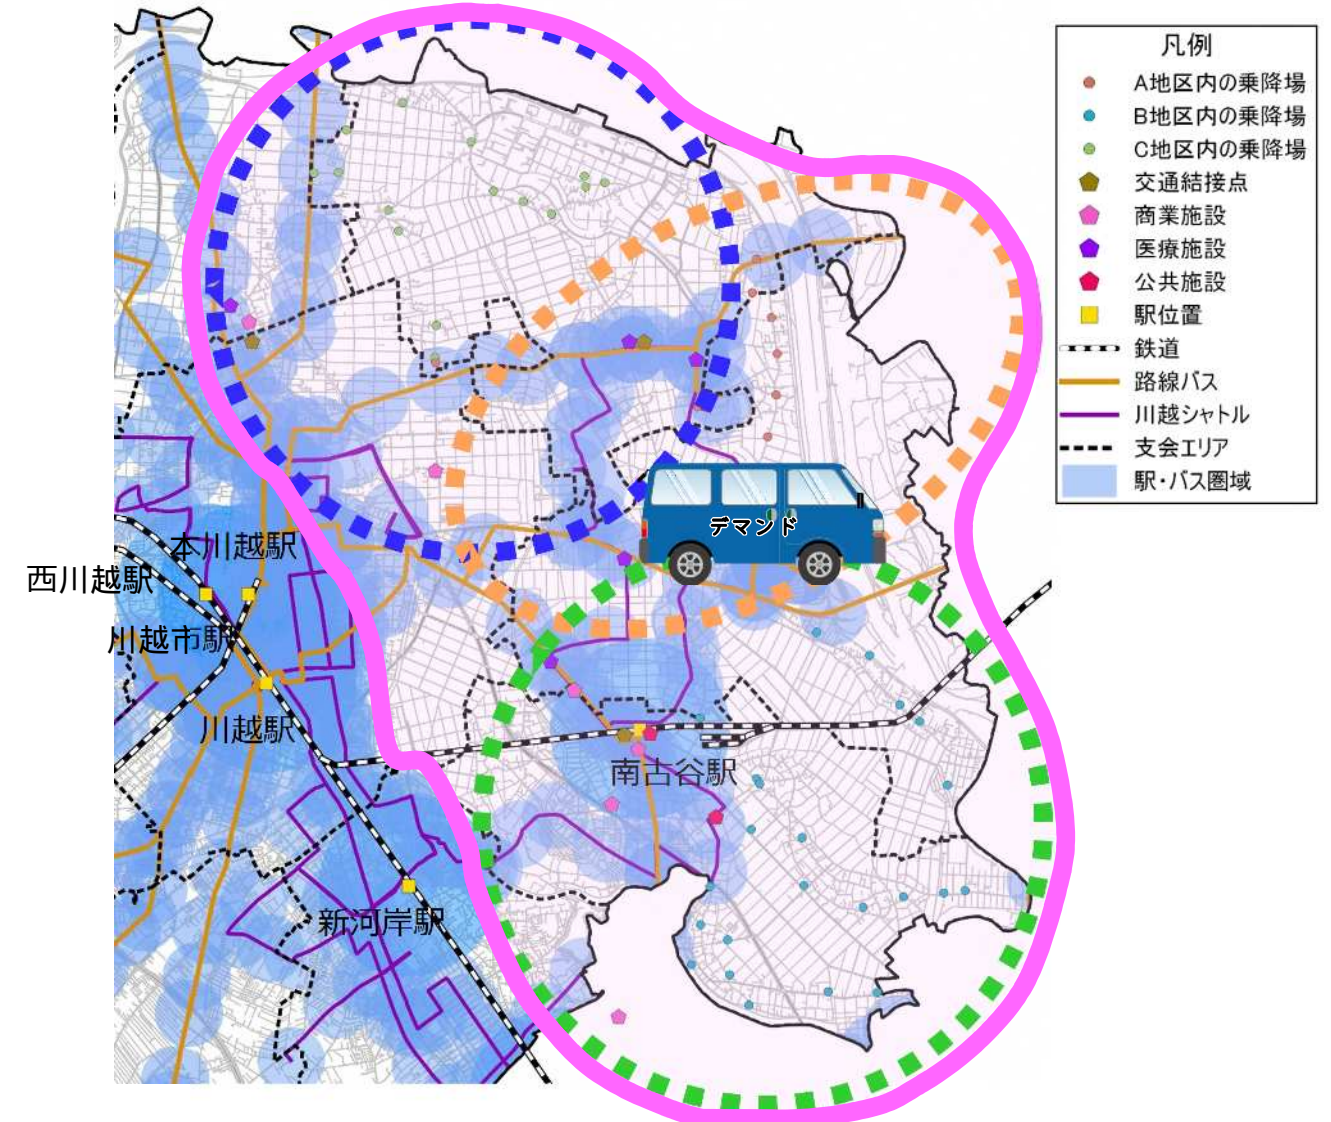 凡例
A地区内の乗降場
B地区内の乗降場
C地区内の乗降場
交通結接点
商業施設
医療施設
公共施設
駅位置
鉄道
路線バス
川越シャトル
支会エリア
駅・バス圏域
デマンド
本川越駅
西川越駅
川越市駅
川越駅
南古谷駅
新河岸駅